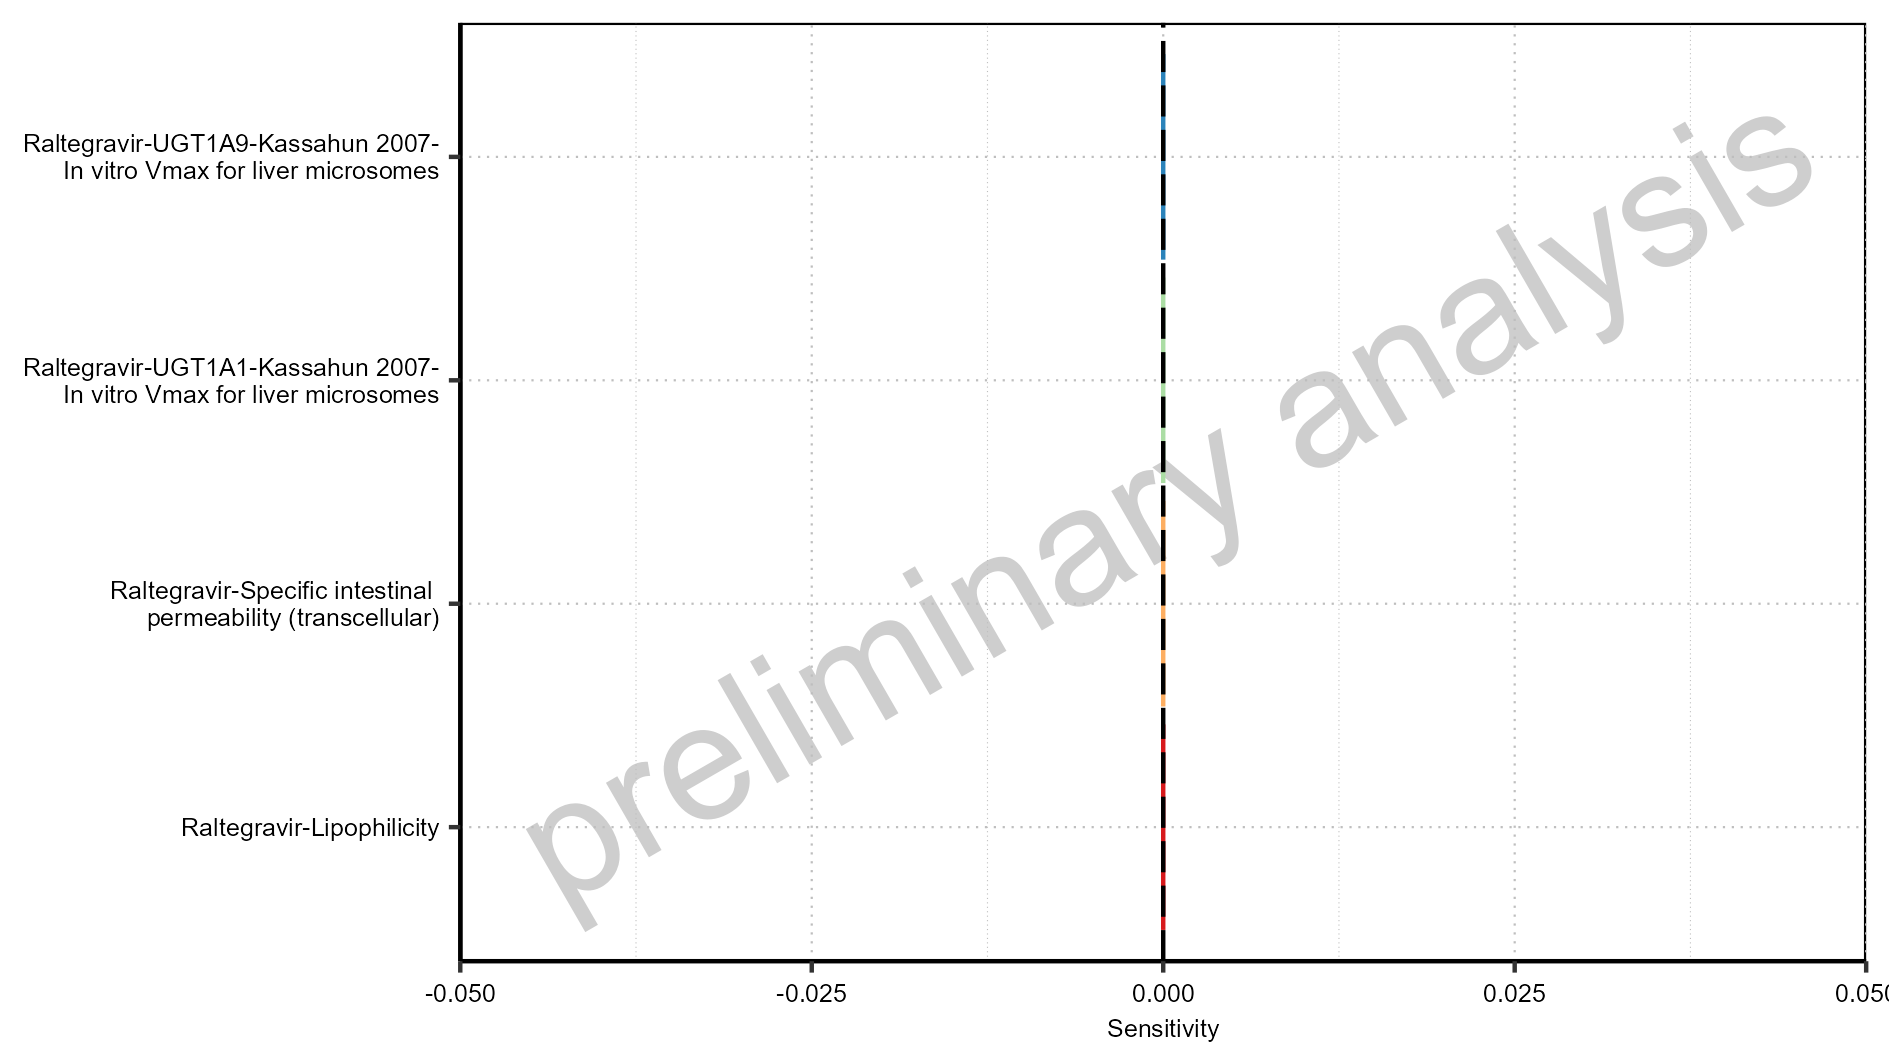 Raltegravir-UGT1A9-Kassahun 2007-
In vitro Vmax for liver microsomes
Raltegravir-UGT1A1-Kassahun 2007-
In vitro Vmax for liver microsomes
Raltegravir-Specific intestinal
permeability (transcellular)
Raltegravir-Lipophilicity
preliminary analysis
-0.050 -0.025 0.000 0.025 0.050
Sensitivity